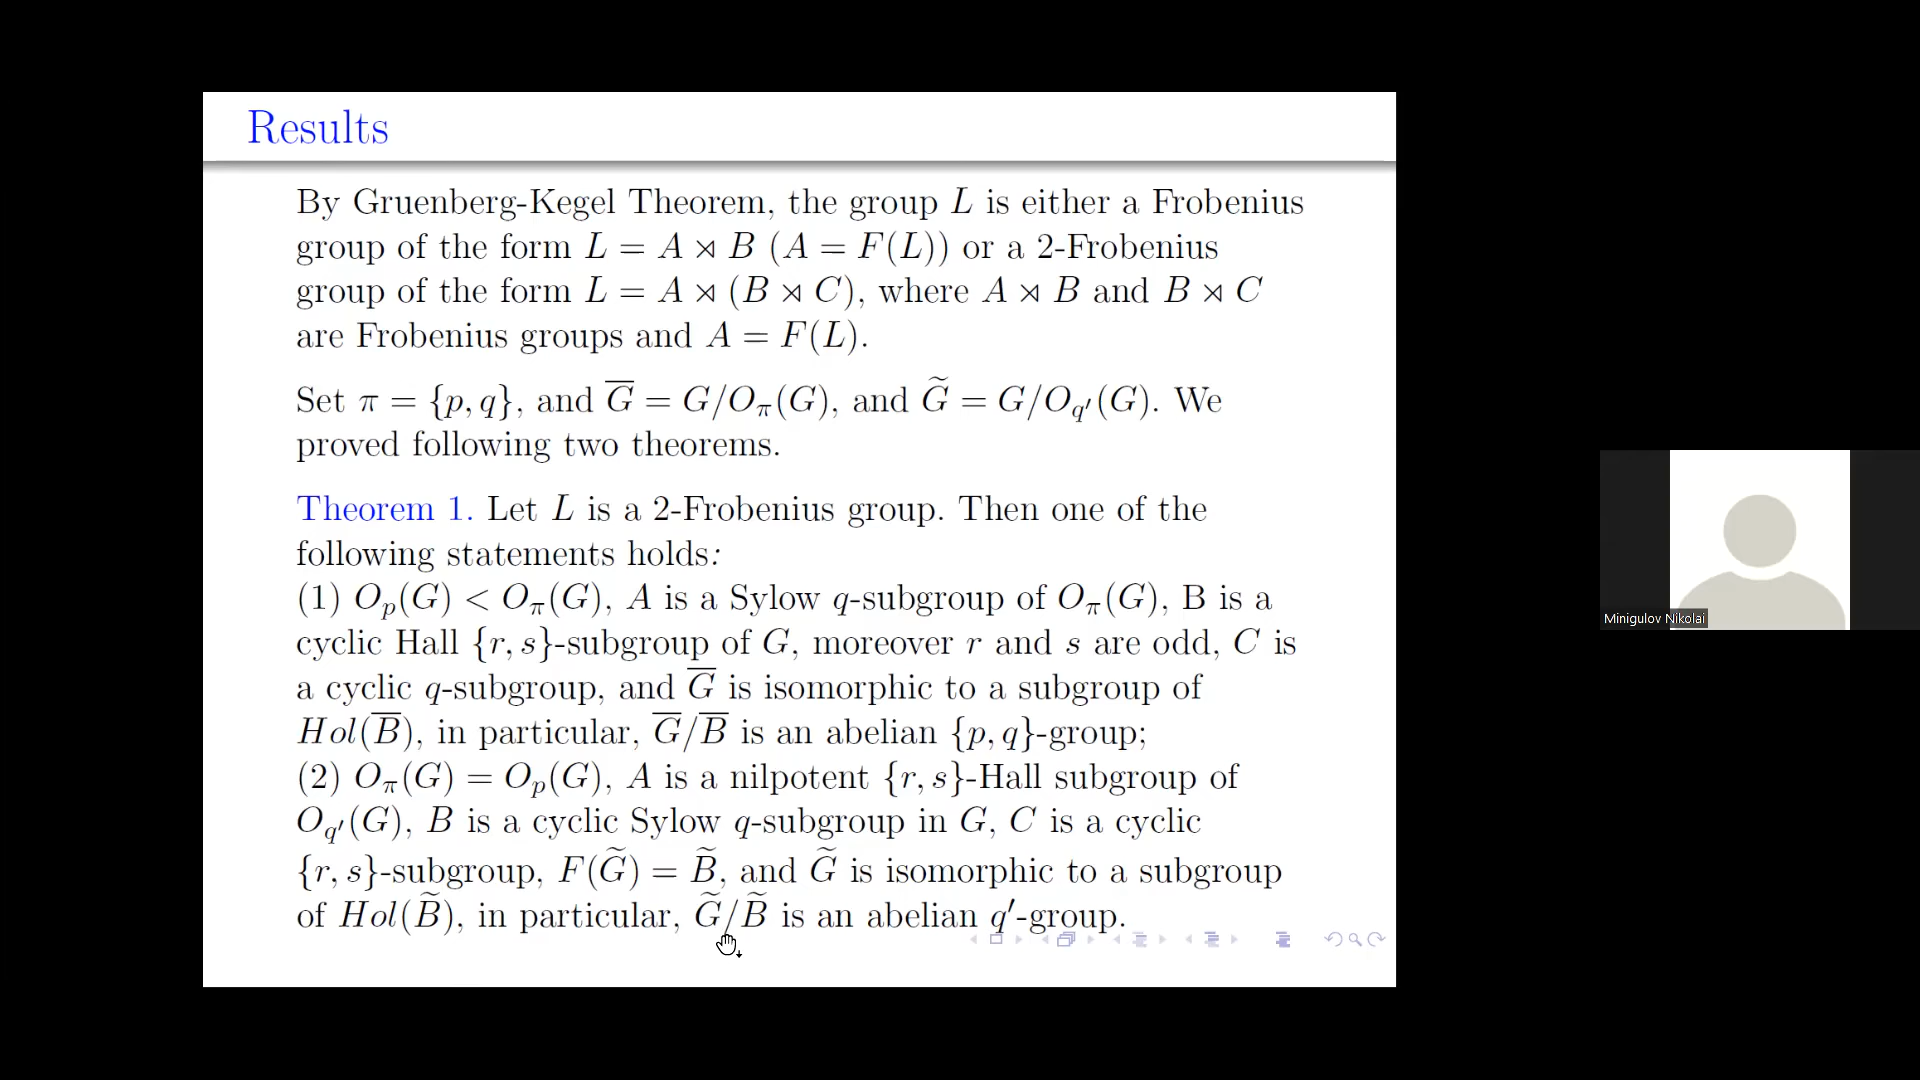 Results
By Gruenberg-Kegel Theorem, the group L is either a Frobenius
group of the form L = A ⋊ B (A = F(L)) or a 2-Frobenius
group of the form L = A ⋊ (B ⋊ C), where A ⋊ B and B ⋊ C
are Frobenius groups and A = F(L).
Set π = {p, q}, and G̅ = G/O_π(G), and G̃ = G/O_{q′}(G). We
proved following two theorems.
Theorem 1. Let L is a 2-Frobenius group. Then one of the
following statements holds:
(1) O_p(G) < O_π(G), A is a Sylow q-subgroup of O_π(G), B is a
cyclic Hall {r, s}-subgroup of G, moreover r and s are odd, C is
a cyclic q-subgroup, and G̅ is isomorphic to a subgroup of
Hol(B̅), in particular, G̅/B̅ is an abelian {p, q}-group;
(2) O_π(G) = O_p(G), A is a nilpotent {r, s}-Hall subgroup of
O_{q′}(G), B is a cyclic Sylow q-subgroup in G, C is a cyclic
{r, s}-subgroup, F(G̃) = B̃, and G̃ is isomorphic to a subgroup
of Hol(B̃), in particular, G̃/B̃ is an abelian q′-group.
Minigulov Nikolai